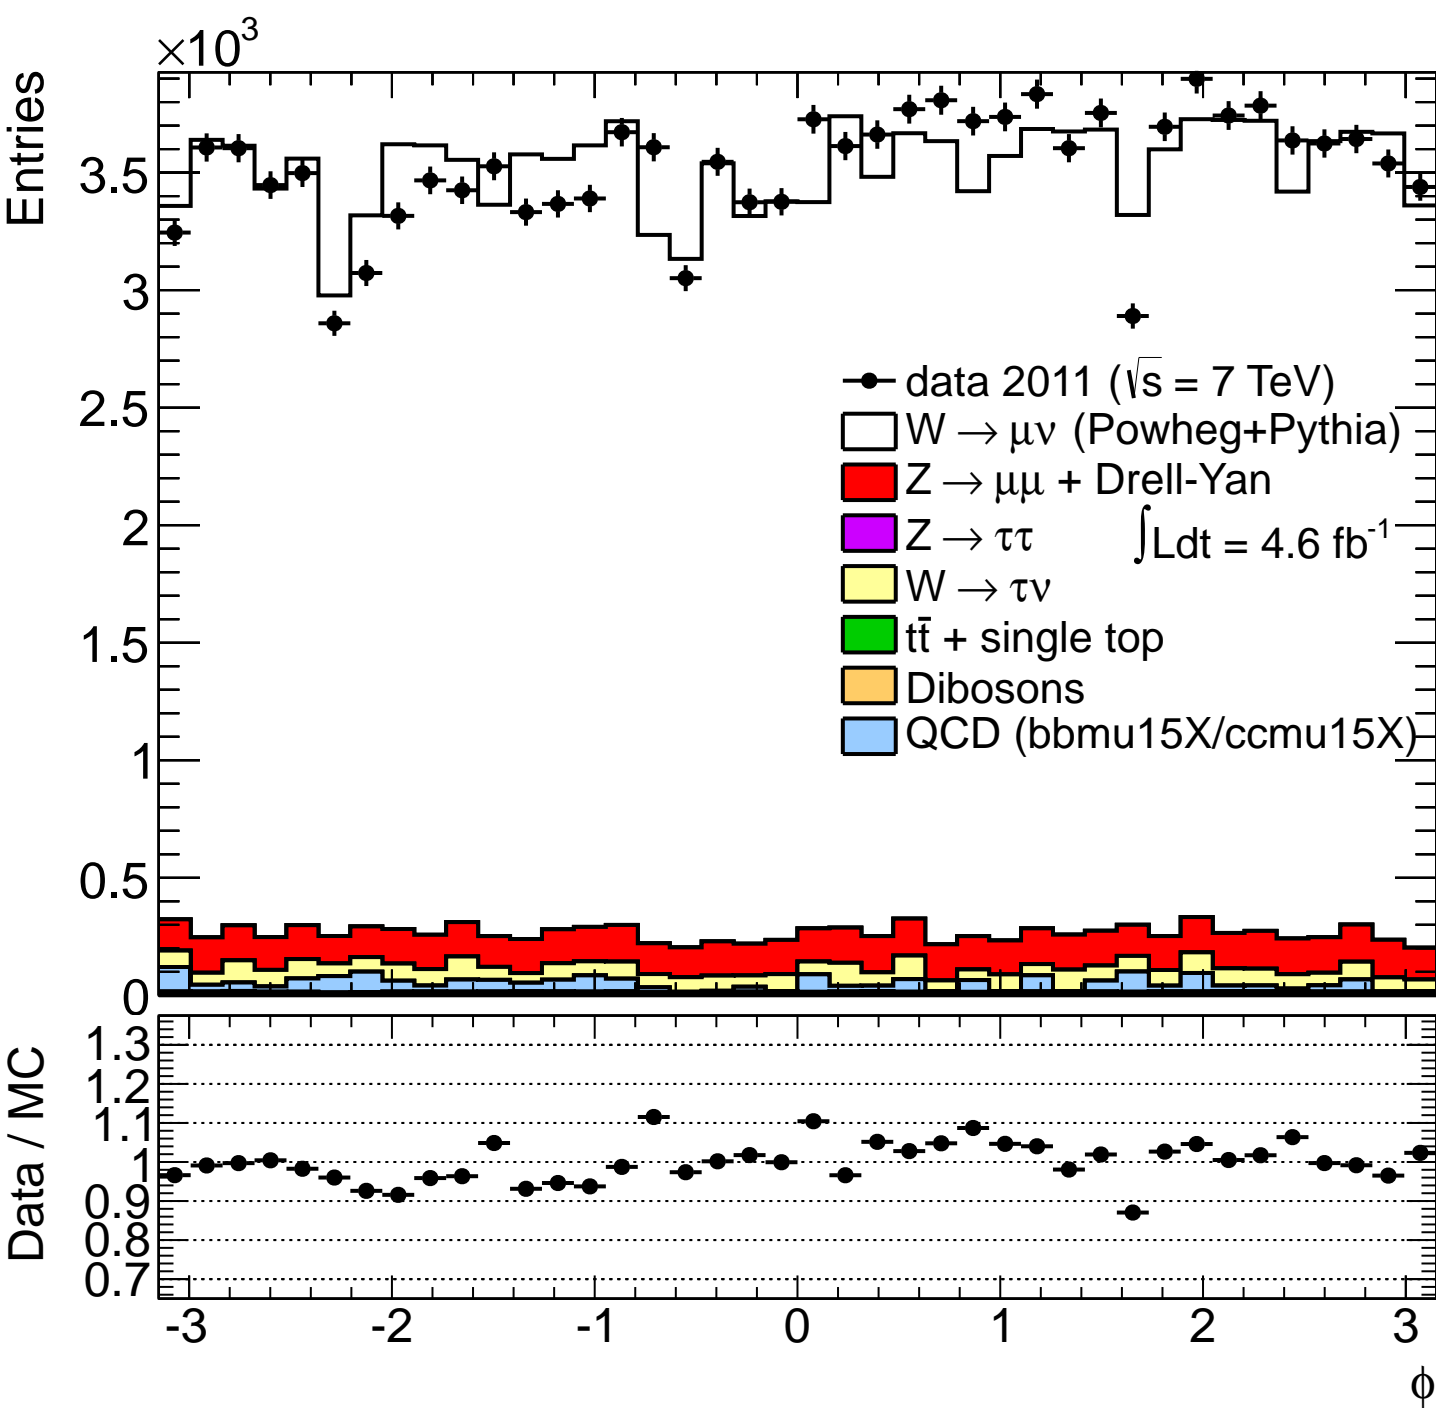 ×10³
Entries
3.5
3
2.5
2
1.5
1
0.5
0
data 2011 (√s = 7 TeV)
W → μν (Powheg+Pythia)
Z → μμ + Drell-Yan
Z → ττ
∫Ldt = 4.6 fb⁻¹
W → τν
tt̄ + single top
Dibosons
QCD (bbmu15X/ccmu15X)
Data / MC
1.3
1.2
1.1
1
0.9
0.8
0.7
-3 -2 -1 0 1 2 3
ϕ